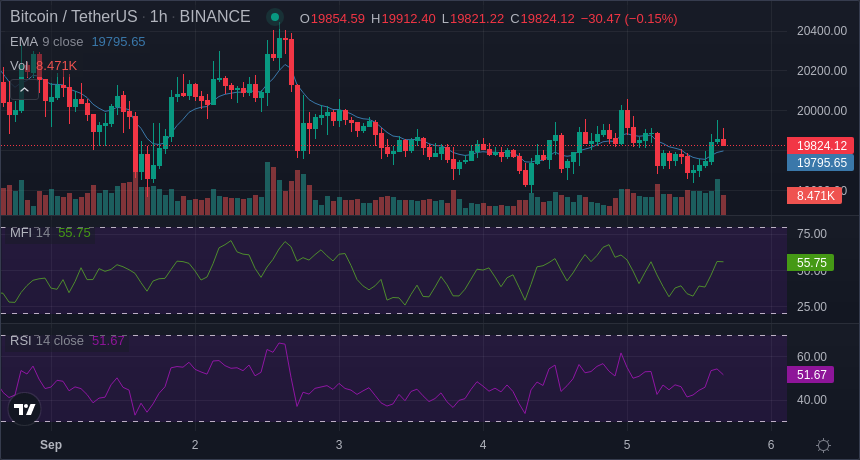 Bitcoin / TetherUS · 1h · BINANCE O19854.59 H19912.40 L19821.22 C19824.12 −30.47 (−0.15%)
EMA 9 close 19795.65
Vol 8.471K
20400.00
20200.00
20000.00
19824.12
19795.65
8.471K
MFI 14 55.75
75.00
55.75
50.00
25.00
RSI 14 close 51.67
60.00
51.67
40.00
Sep 2 3 4 5 6